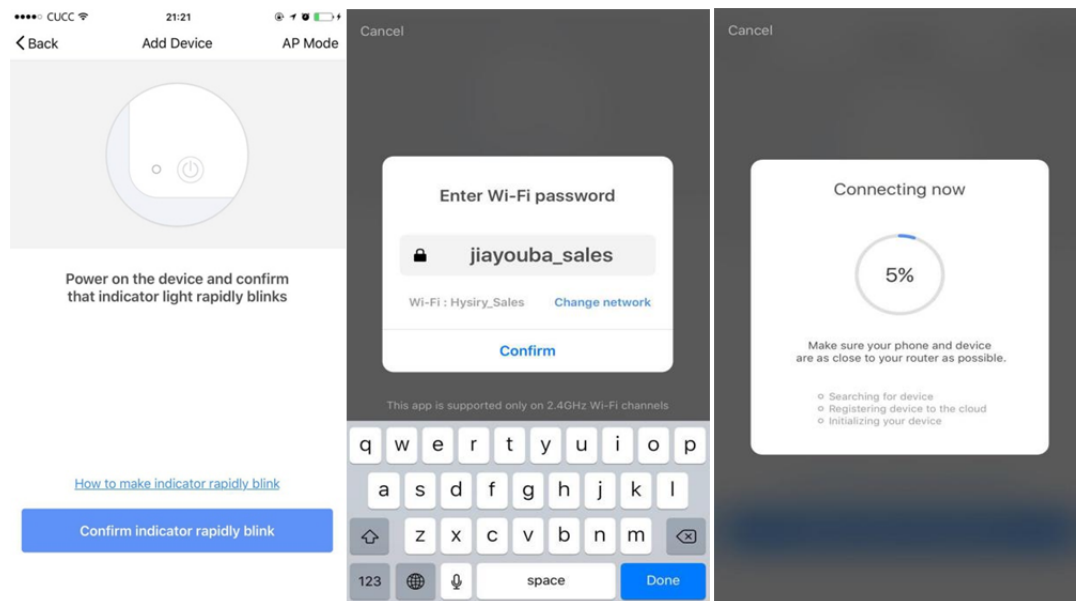 CUCC
21:21
Back
Add Device
AP Mode
Power on the device and confirm
that indicator light rapidly blinks
How to make indicator rapidly blink
Confirm indicator rapidly blink
Cancel
Enter Wi-Fi password
jiayouba_sales
Wi-Fi : Hysiry_Sales
Change network
Confirm
This app is supported only on 2.4GHz Wi-Fi channels
q w e r t y u i o p
a s d f g h j k l
z x c v b n m
123
space
Done
Cancel
Connecting now
5%
Make sure your phone and device
are as close to your router as possible.
Searching for device
Registering device to the cloud
Initializing your device